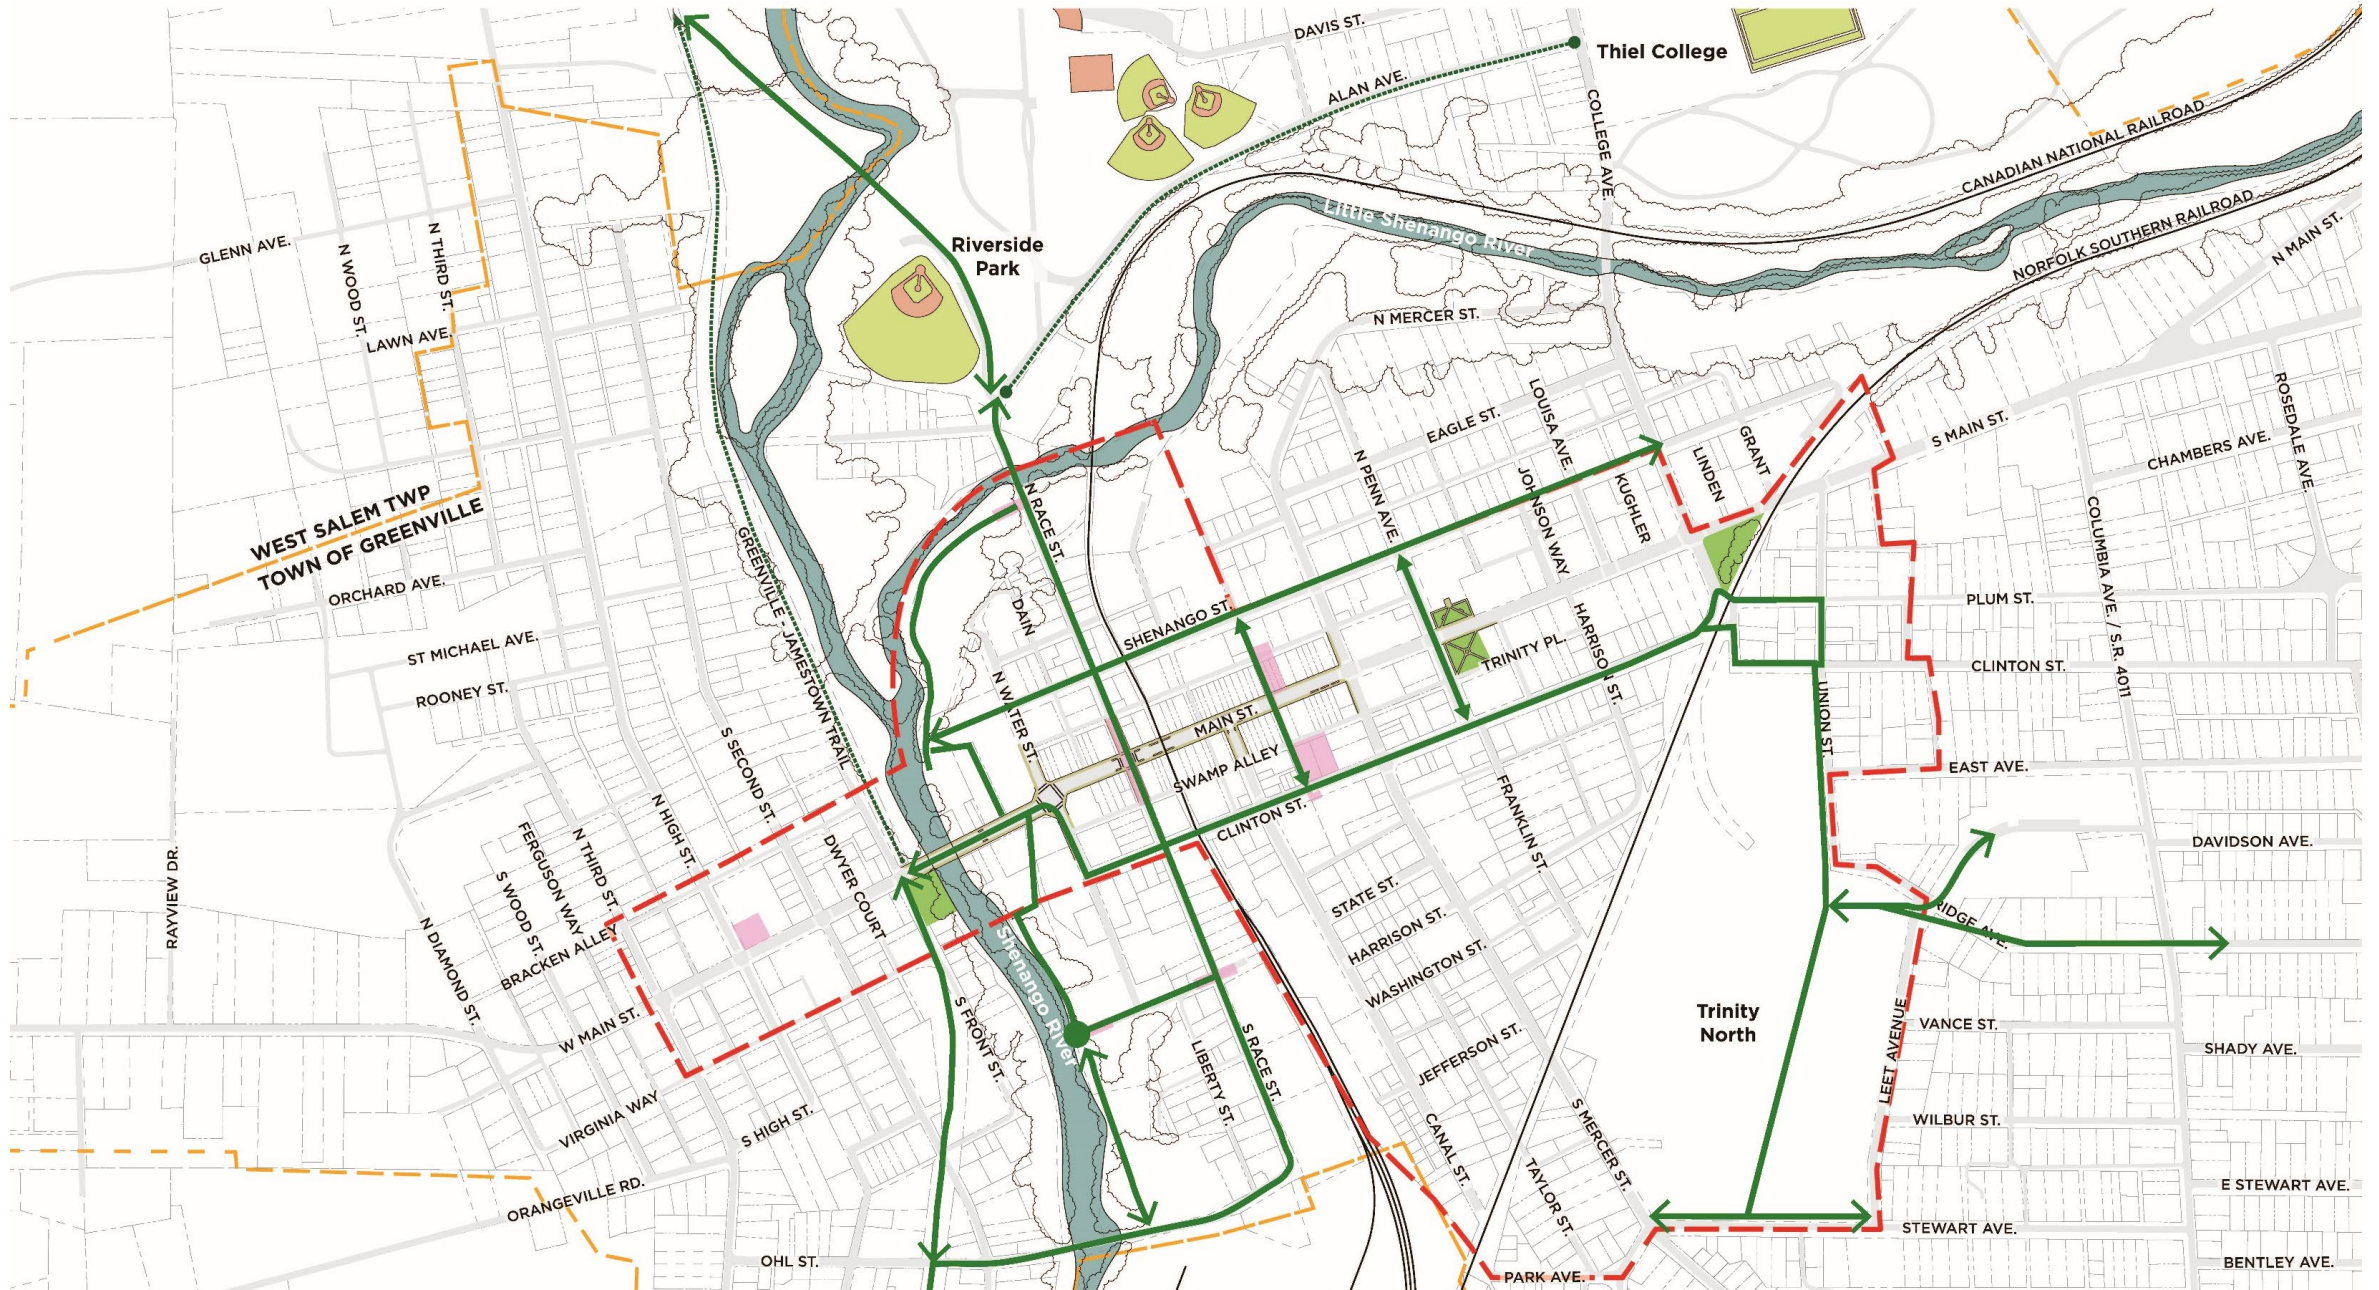 DAVIS ST.
Thiel College
ALAN AVE.
COLLEGE AVE.
CANADIAN NATIONAL RAILROAD
Little Shenango River
NORFOLK SOUTHERN RAILROAD
N MAIN ST.
GLENN AVE.
N WOOD ST.
N THIRD ST.
LAWN AVE.
Riverside
Park
N MERCER ST.
EAGLE ST.
LOUISA AVE.
N PENN AVE.
JOHNSON WAY
KUGHLER
LINDEN
GRANT
S MAIN ST.
ROSEDALE AVE.
CHAMBERS AVE.
COLUMBIA AVE. / S.R. 4011
WEST SALEM TWP
TOWN OF GREENVILLE
ORCHARD AVE.
ST MICHAEL AVE.
ROONEY ST.
GREENVILLE - JAMESTOWN TRAIL
N RACE ST.
DAIN
SHENANGO ST.
N WATER ST.
MAIN ST.
SWAMP ALLEY
TRINITY PL.
HARRISON ST.
PLUM ST.
CLINTON ST.
UNION ST.
EAST AVE.
DAVIDSON AVE.
RIDGE AVE.
S SECOND ST.
N HIGH ST.
N THIRD ST.
FERGUSON WAY
S WOOD ST.
N DIAMOND ST.
RAYVIEW DR.
BRACKEN ALLEY
DWYER COURT
W MAIN ST.
VIRGINIA WAY
S HIGH ST.
ORANGEVILLE RD.
OHL ST.
S FRONT ST.
Shenango River
CLINTON ST.
FRANKLIN ST.
STATE ST.
HARRISON ST.
WASHINGTON ST.
JEFFERSON ST.
LIBERTY ST.
S RACE ST.
CANAL ST.
TAYLOR ST.
S MERCER ST.
PARK AVE.
Trinity
North
LEET AVENUE
VANCE ST.
SHADY AVE.
WILBUR ST.
E STEWART AVE.
STEWART AVE.
BENTLEY AVE.